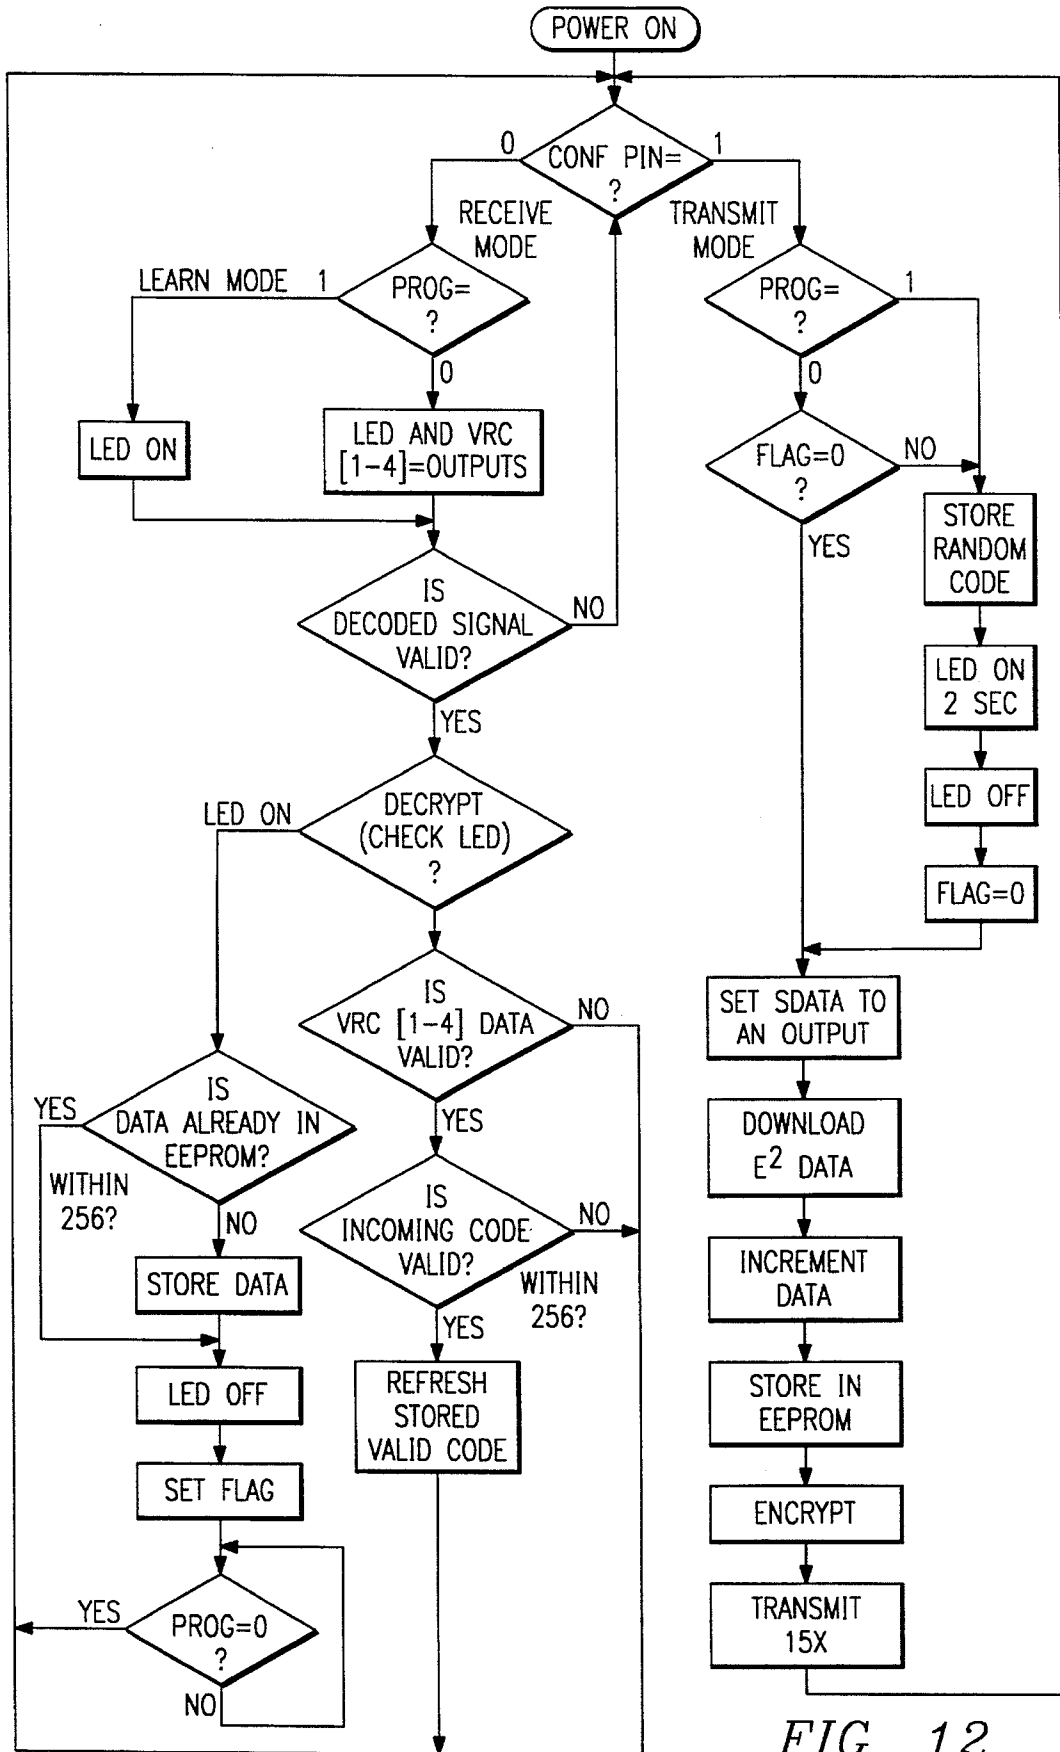 POWER ON
0
CONF PIN=
?
1
RECEIVE
MODE
TRANSMIT
MODE
LEARN MODE 1
PROG=
?
0
PROG=
?
1
0
LED ON
LED AND VRC
[1-4]=OUTPUTS
FLAG=0
?
NO
YES
STORE
RANDOM
CODE
IS
DECODED SIGNAL
VALID?
NO
YES
LED ON
2 SEC
LED OFF
FLAG=0
LED ON
DECRYPT
(CHECK LED)
?
IS
VRC [1-4] DATA
VALID?
NO
YES
SET SDATA TO
AN OUTPUT
YES
IS
DATA ALREADY IN
EEPROM?
WITHIN
256?
NO
DOWNLOAD
E² DATA
IS
INCOMING CODE
VALID?
NO
WITHIN
256?
YES
STORE DATA
INCREMENT
DATA
LED OFF
REFRESH
STORED
VALID CODE
STORE IN
EEPROM
SET FLAG
ENCRYPT
YES
PROG=0
?
NO
TRANSMIT
15X
FIG 12